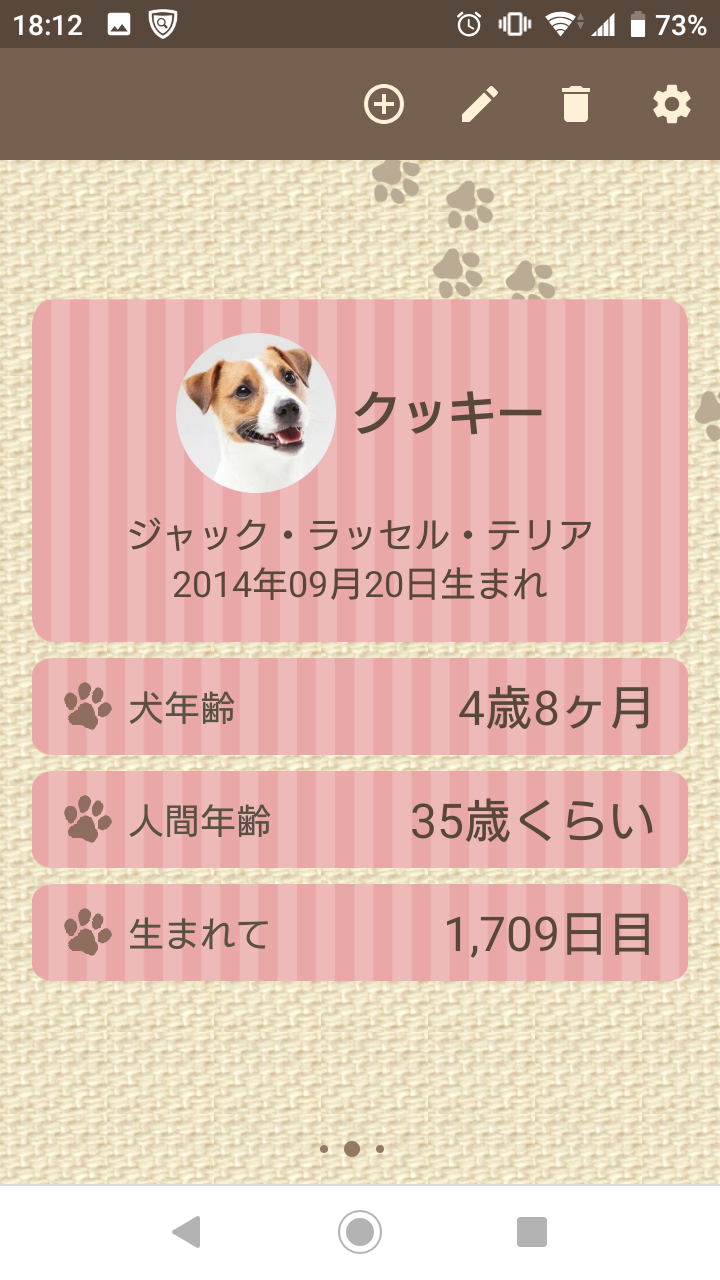 18:12 73%
クッキー
ジャック・ラッセル・テリア
2014年09月20日生まれ
犬年齢 4歳8ヶ月
人間年齢 35歳くらい
生まれて 1,709日目